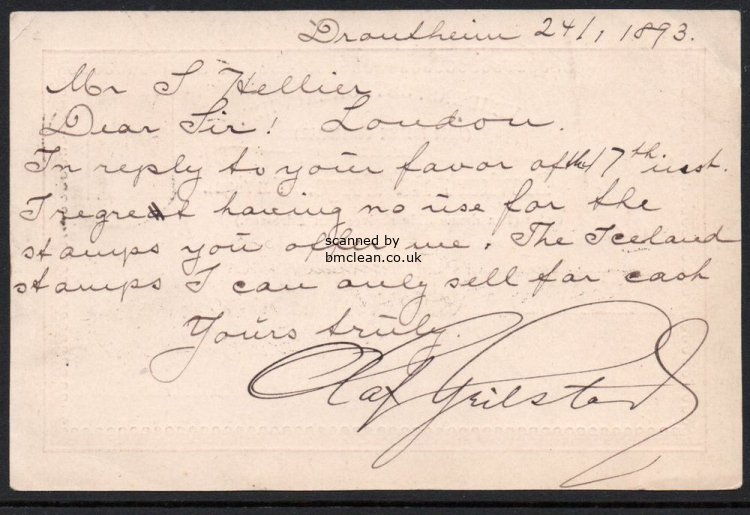 Drontheim 24/1 1893.
Mr S Hellier
Dear Sir! London.
In reply to your favor of the 17th inst.
I regret having no use for the
stamps you offer me. The Iceland
scanned by
bmclean.co.uk
stamps I can only sell for cash
Yours truly
Olaf Grilstad